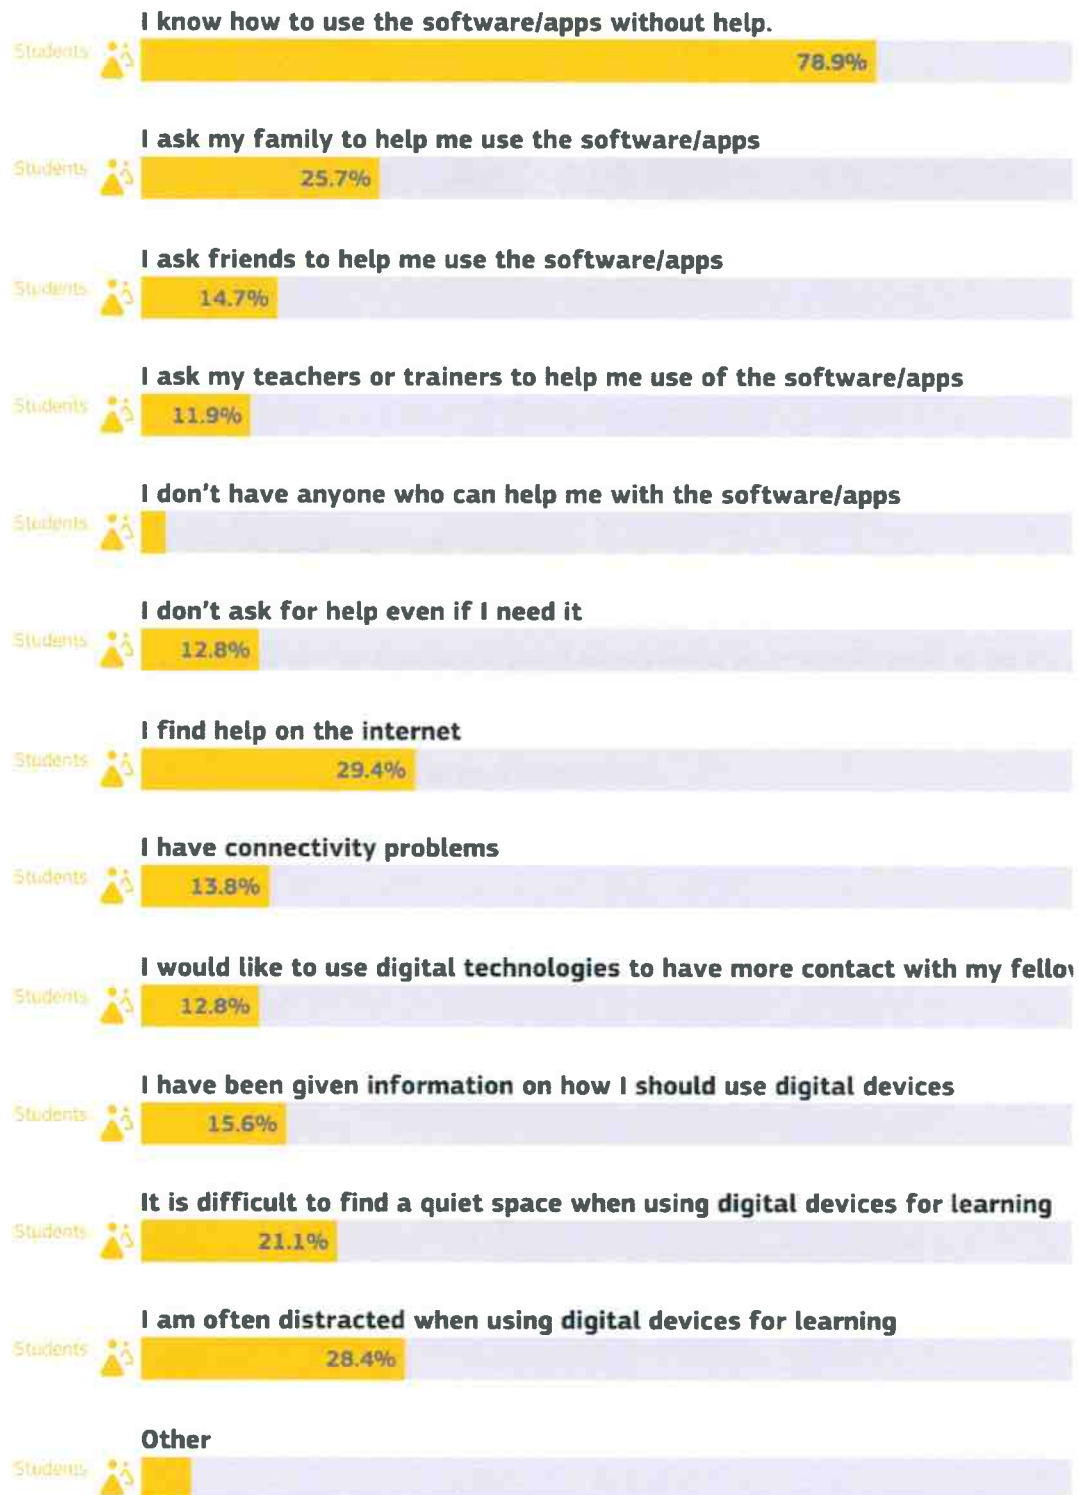 I know how to use the software/apps without help.
Students
78.9%
I ask my family to help me use the software/apps
Students
25.7%
I ask friends to help me use the software/apps
Students
14.7%
I ask my teachers or trainers to help me use of the software/apps
Students
11.9%
I don't have anyone who can help me with the software/apps
Students
I don't ask for help even if I need it
Students
12.8%
I find help on the internet
Students
29.4%
I have connectivity problems
Students
13.8%
I would like to use digital technologies to have more contact with my
Students
12.8%
I have been given information on how I should use digital devices
Students
15.6%
It is difficult to find a quiet space when using digital devices for learning
Students
21.1%
I am often distracted when using digital devices for learning
Students
28.4%
Other
Students